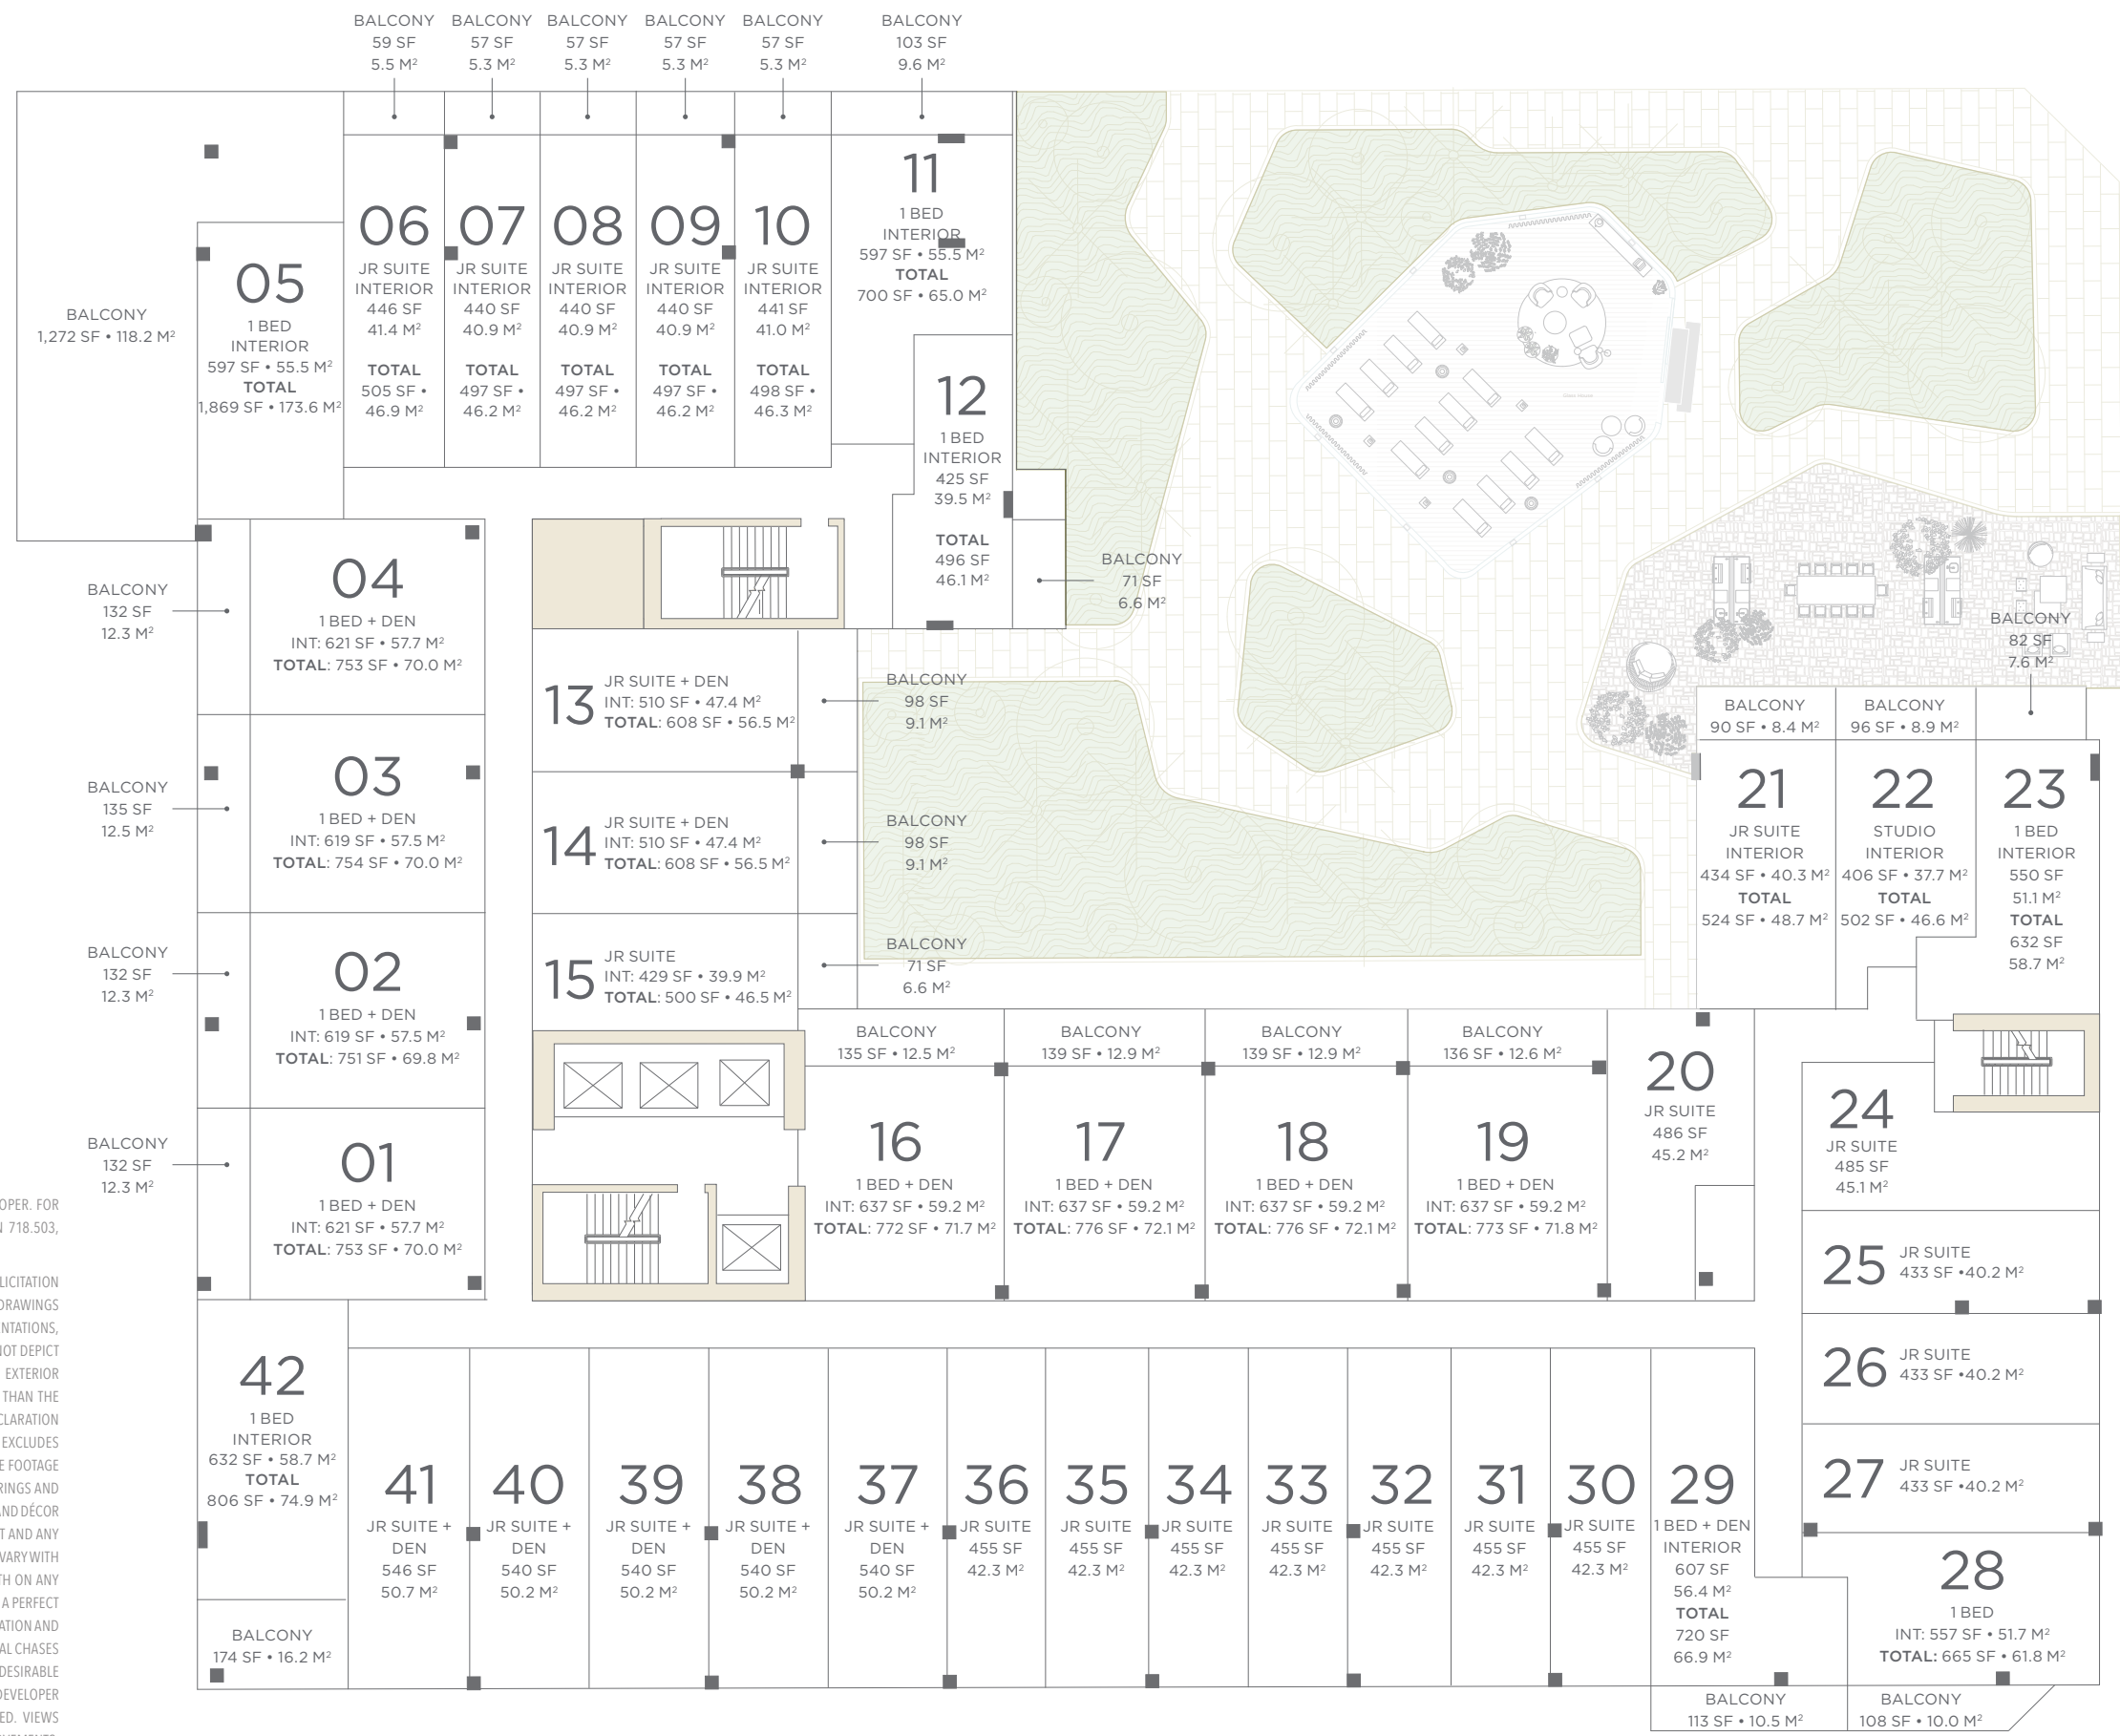 BALCONY
59 SF
5.5 M²
BALCONY
57 SF
5.3 M²
BALCONY
57 SF
5.3 M²
BALCONY
57 SF
5.3 M²
BALCONY
57 SF
5.3 M²
BALCONY
103 SF
9.6 M²
BALCONY
1,272 SF • 118.2 M²
05
1 BED
INTERIOR
597 SF • 55.5 M²
TOTAL
1,869 SF • 173.6 M²
06
JR SUITE
INTERIOR
446 SF
41.4 M²
TOTAL
505 SF •
46.9 M²
07
JR SUITE
INTERIOR
440 SF
40.9 M²
TOTAL
497 SF •
46.2 M²
08
JR SUITE
INTERIOR
440 SF
40.9 M²
TOTAL
497 SF •
46.2 M²
09
JR SUITE
INTERIOR
440 SF
40.9 M²
TOTAL
497 SF •
46.2 M²
10
JR SUITE
INTERIOR
441 SF
41.0 M²
TOTAL
498 SF •
46.3 M²
11
1 BED
INTERIOR
597 SF • 55.5 M²
TOTAL
700 SF • 65.0 M²
12
1 BED
INTERIOR
425 SF
39.5 M²
TOTAL
496 SF
46.1 M²
BALCONY
71 SF
6.6 M²
BALCONY
132 SF
12.3 M²
04
1 BED + DEN
INT: 621 SF • 57.7 M²
TOTAL: 753 SF • 70.0 M²
BALCONY
135 SF
12.5 M²
03
1 BED + DEN
INT: 619 SF • 57.5 M²
TOTAL: 754 SF • 70.0 M²
BALCONY
132 SF
12.3 M²
02
1 BED + DEN
INT: 619 SF • 57.5 M²
TOTAL: 751 SF • 69.8 M²
BALCONY
132 SF
12.3 M²
01
1 BED + DEN
INT: 621 SF • 57.7 M²
TOTAL: 753 SF • 70.0 M²
13
JR SUITE + DEN
INT: 510 SF • 47.4 M²
TOTAL: 608 SF • 56.5 M²
BALCONY
98 SF
9.1 M²
14
JR SUITE + DEN
INT: 510 SF • 47.4 M²
TOTAL: 608 SF • 56.5 M²
BALCONY
98 SF
9.1 M²
15
JR SUITE
INT: 429 SF • 39.9 M²
TOTAL: 500 SF • 46.5 M²
BALCONY
71 SF
6.6 M²
BALCONY
135 SF • 12.5 M²
16
1 BED + DEN
INT: 637 SF • 59.2 M²
TOTAL: 772 SF • 71.7 M²
BALCONY
139 SF • 12.9 M²
17
1 BED + DEN
INT: 637 SF • 59.2 M²
TOTAL: 776 SF • 72.1 M²
BALCONY
139 SF • 12.9 M²
18
1 BED + DEN
INT: 637 SF • 59.2 M²
TOTAL: 776 SF • 72.1 M²
BALCONY
136 SF • 12.6 M²
19
1 BED + DEN
INT: 637 SF • 59.2 M²
TOTAL: 773 SF • 71.8 M²
20
JR SUITE
486 SF
45.2 M²
BALCONY
90 SF • 8.4 M²
21
JR SUITE
INTERIOR
434 SF • 40.3 M²
TOTAL
524 SF • 48.7 M²
BALCONY
96 SF • 8.9 M²
22
STUDIO
INTERIOR
406 SF • 37.7 M²
TOTAL
502 SF • 46.6 M²
BALCONY
82 SF
7.6 M²
23
1 BED
INTERIOR
550 SF
51.1 M²
TOTAL
632 SF
58.7 M²
24
JR SUITE
485 SF
45.1 M²
25
JR SUITE
433 SF •40.2 M²
26
JR SUITE
433 SF •40.2 M²
27
JR SUITE
433 SF •40.2 M²
28
1 BED
INT: 557 SF • 51.7 M²
TOTAL: 665 SF • 61.8 M²
BALCONY
108 SF • 10.0 M²
29
1 BED + DEN
INTERIOR
607 SF
56.4 M²
TOTAL
720 SF
66.9 M²
BALCONY
113 SF • 10.5 M²
42
1 BED
INTERIOR
632 SF • 58.7 M²
TOTAL
806 SF • 74.9 M²
BALCONY
174 SF • 16.2 M²
41
JR SUITE +
DEN
546 SF
50.7 M²
40
JR SUITE +
DEN
540 SF
50.2 M²
39
JR SUITE +
DEN
540 SF
50.2 M²
38
JR SUITE +
DEN
540 SF
50.2 M²
37
JR SUITE +
DEN
540 SF
50.2 M²
36
JR SUITE
455 SF
42.3 M²
35
JR SUITE
455 SF
42.3 M²
34
JR SUITE
455 SF
42.3 M²
33
JR SUITE
455 SF
42.3 M²
32
JR SUITE
455 SF
42.3 M²
31
JR SUITE
455 SF
42.3 M²
30
JR SUITE
455 SF
42.3 M²
FOR
718.503,
DRAWINGS
NOT DEPICT
EXTERIOR
THAN THE
EXCLUDES
FOOTAGE
AND
AND DÉCOR
AND ANY
VARY WITH
ON ANY
A PERFECT
AND
CHASES
DESIRABLE
DEVELOPER
VIEWS